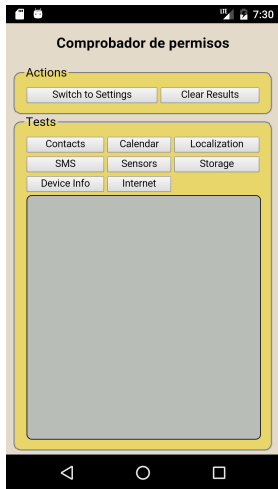 LTE 7:30
Comprobador de permisos
Actions
Switch to Settings Clear Results
Tests
Contacts Calendar Localization
SMS Sensors Storage
Device Info Internet